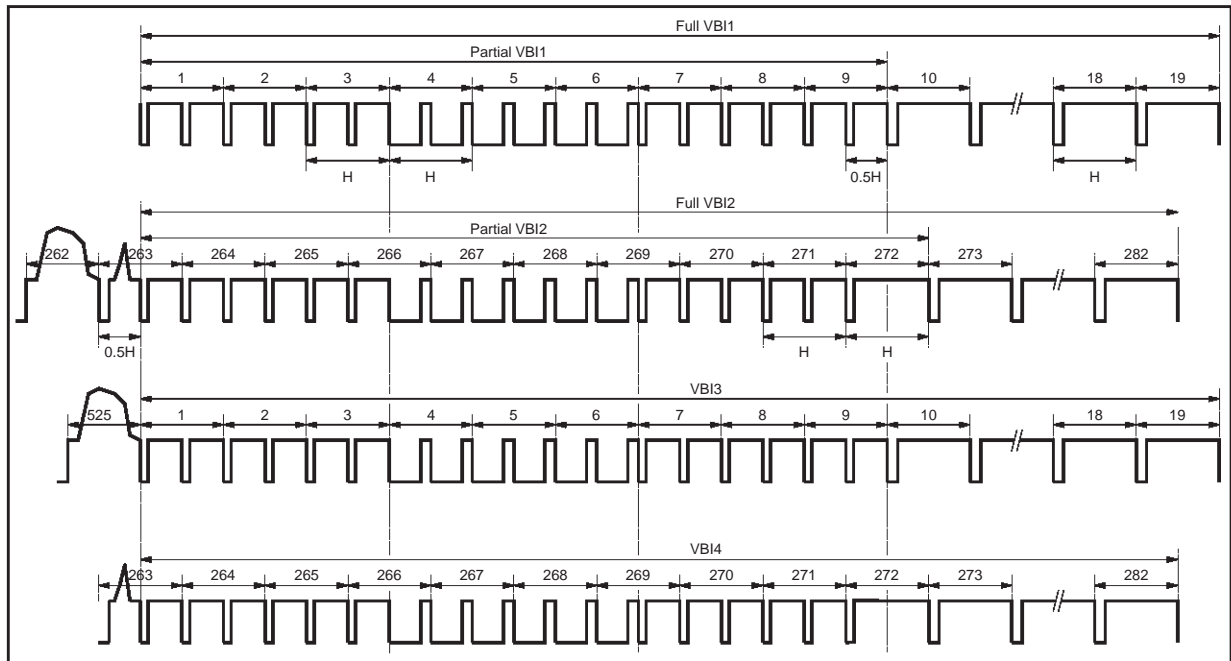 Full VBI1
Partial VBI1
1 2 3 4 5 6 7 8 9 10 18 19
//
H H 0.5H H
Full VBI2
Partial VBI2
262 263 264 265 266 267 268 269 270 271 272 273 282
//
0.5H H H
VBI3
525 1 2 3 4 5 6 7 8 9 10 18 19
//
VBI4
263 264 265 266 267 268 269 270 271 272 273 282
//